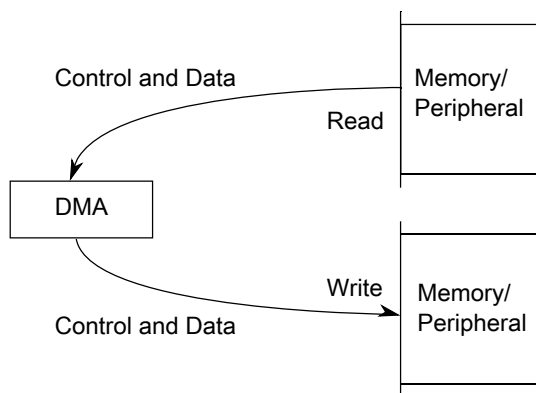 Control and Data
Memory/
Peripheral
Read
DMA
Write
Memory/
Peripheral
Control and Data